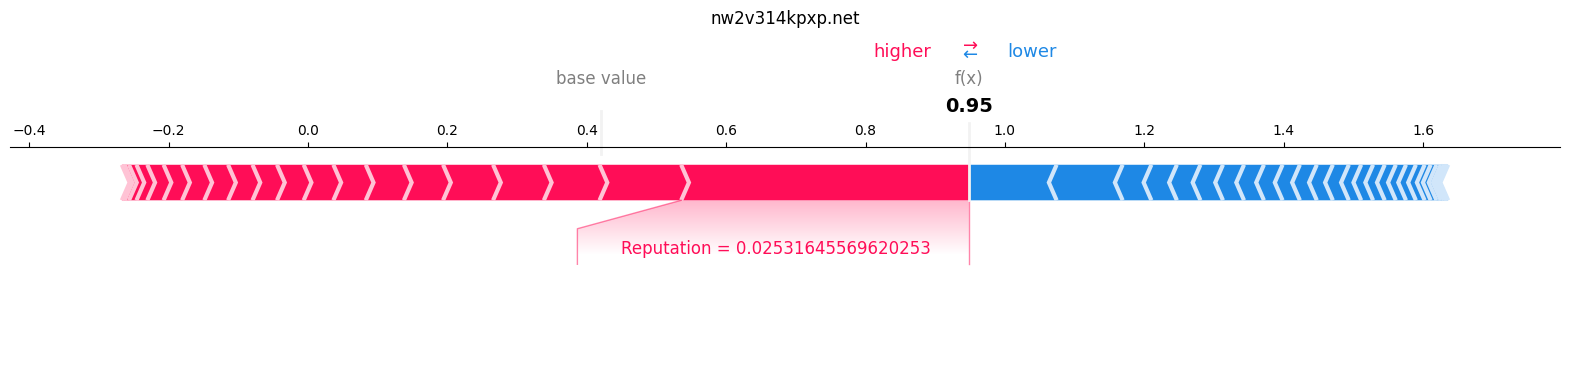 nw2v314kpxp.net
higher ⇄ lower
base value f(x)
0.95
−0.4 −0.2 0.0 0.2 0.4 0.6 0.8 1.0 1.2 1.4 1.6
Reputation = 0.02531645569620253